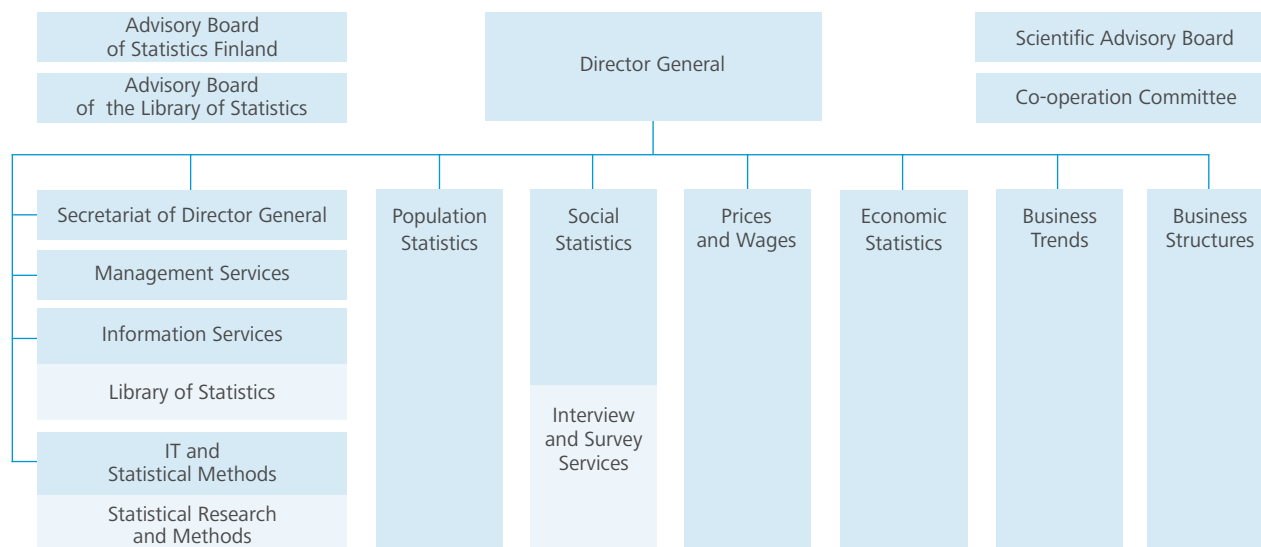 Advisory Board
of Statistics Finland
Advisory Board
of the Library of Statistics
Director General
Scientific Advisory Board
Co-operation Committee
Secretariat of Director General
Management Services
Information Services
Library of Statistics
IT and
Statistical Methods
Statistical Research
and Methods
Population
Statistics
Social
Statistics
Interview
and Survey
Services
Prices
and Wages
Economic
Statistics
Business
Trends
Business
Structures